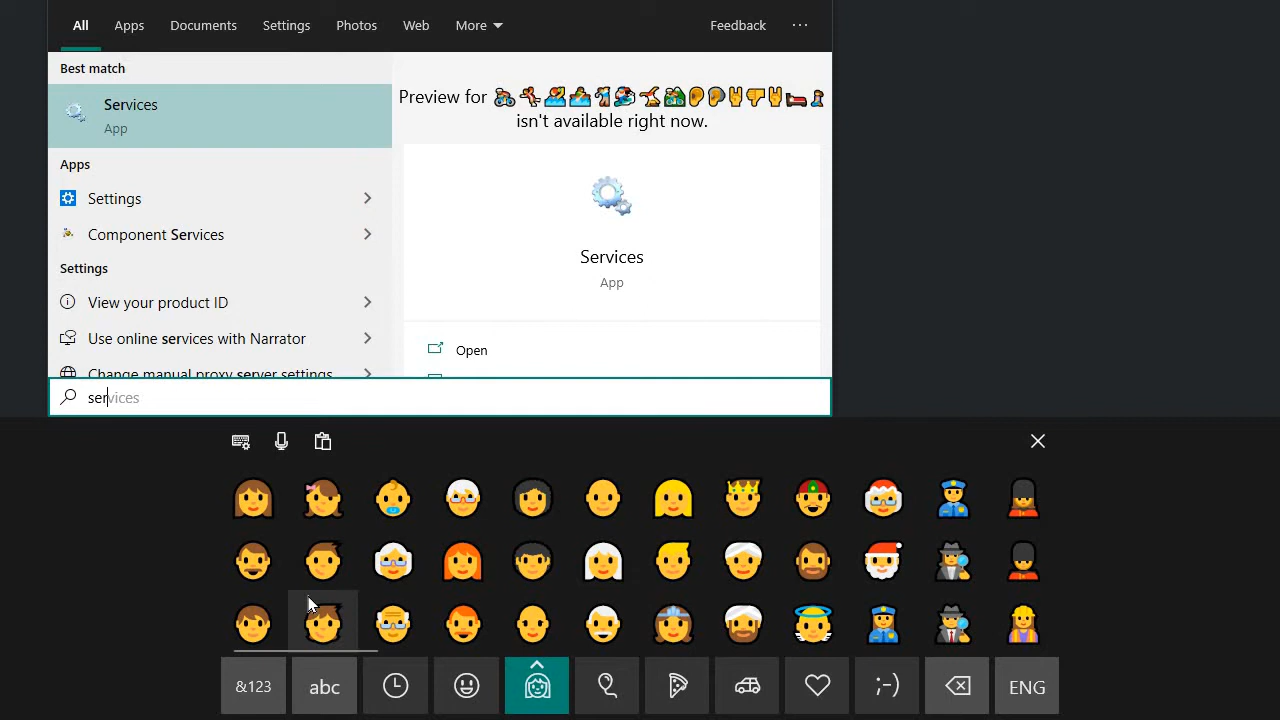 All Apps Documents Settings Photos Web More Feedback ...
Best match
Services
App
Apps
Settings
Component Services
Settings
View your product ID
Use online services with Narrator
Change manual proxy server settings
Preview for 
isn't available right now.
Services
App
Open
services
&123 abc ;-) ENG